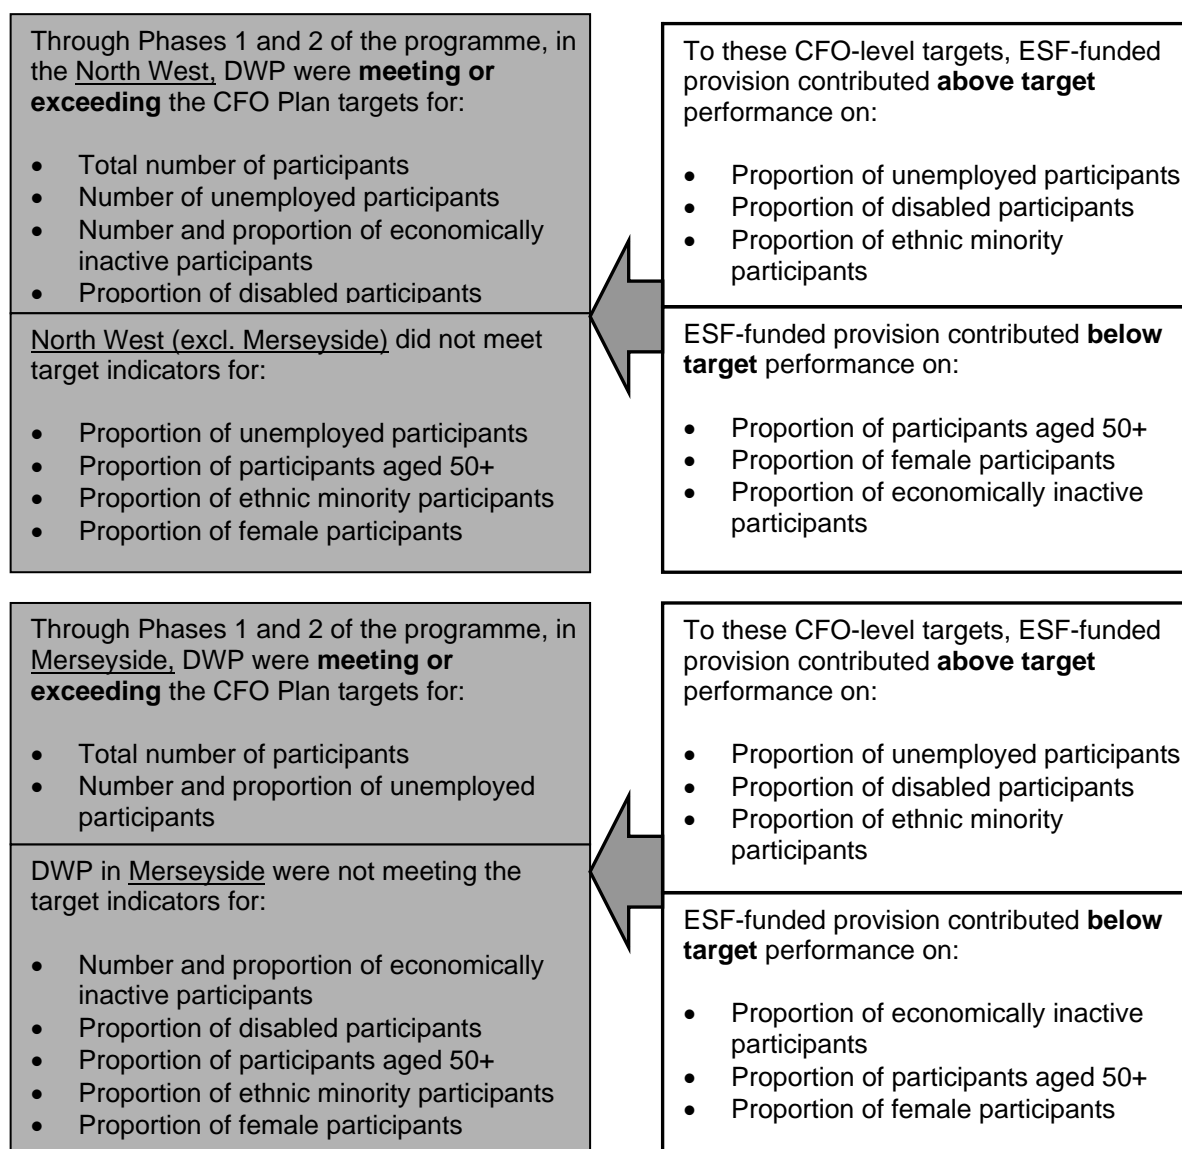 Through Phases 1 and 2 of the programme, in
the North West, DWP were meeting or
exceeding the CFO Plan targets for:
• Total number of participants
• Number of unemployed participants
• Number and proportion of economically
inactive participants
• Proportion of disabled participants
North West (excl. Merseyside) did not meet
target indicators for:
• Proportion of unemployed participants
• Proportion of participants aged 50+
• Proportion of ethnic minority participants
• Proportion of female participants
To these CFO-level targets, ESF-funded
provision contributed above target
performance on:
• Proportion of unemployed participants
• Proportion of disabled participants
• Proportion of ethnic minority
participants
ESF-funded provision contributed below
target performance on:
• Proportion of participants aged 50+
• Proportion of female participants
• Proportion of economically inactive
participants
Through Phases 1 and 2 of the programme, in
Merseyside, DWP were meeting or
exceeding the CFO Plan targets for:
• Total number of participants
• Number and proportion of unemployed
participants
DWP in Merseyside were not meeting the
target indicators for:
• Number and proportion of economically
inactive participants
• Proportion of disabled participants
• Proportion of participants aged 50+
• Proportion of ethnic minority participants
• Proportion of female participants
To these CFO-level targets, ESF-funded
provision contributed above target
performance on:
• Proportion of unemployed participants
• Proportion of disabled participants
• Proportion of ethnic minority
participants
ESF-funded provision contributed below
target performance on:
• Proportion of economically inactive
participants
• Proportion of participants aged 50+
• Proportion of female participants